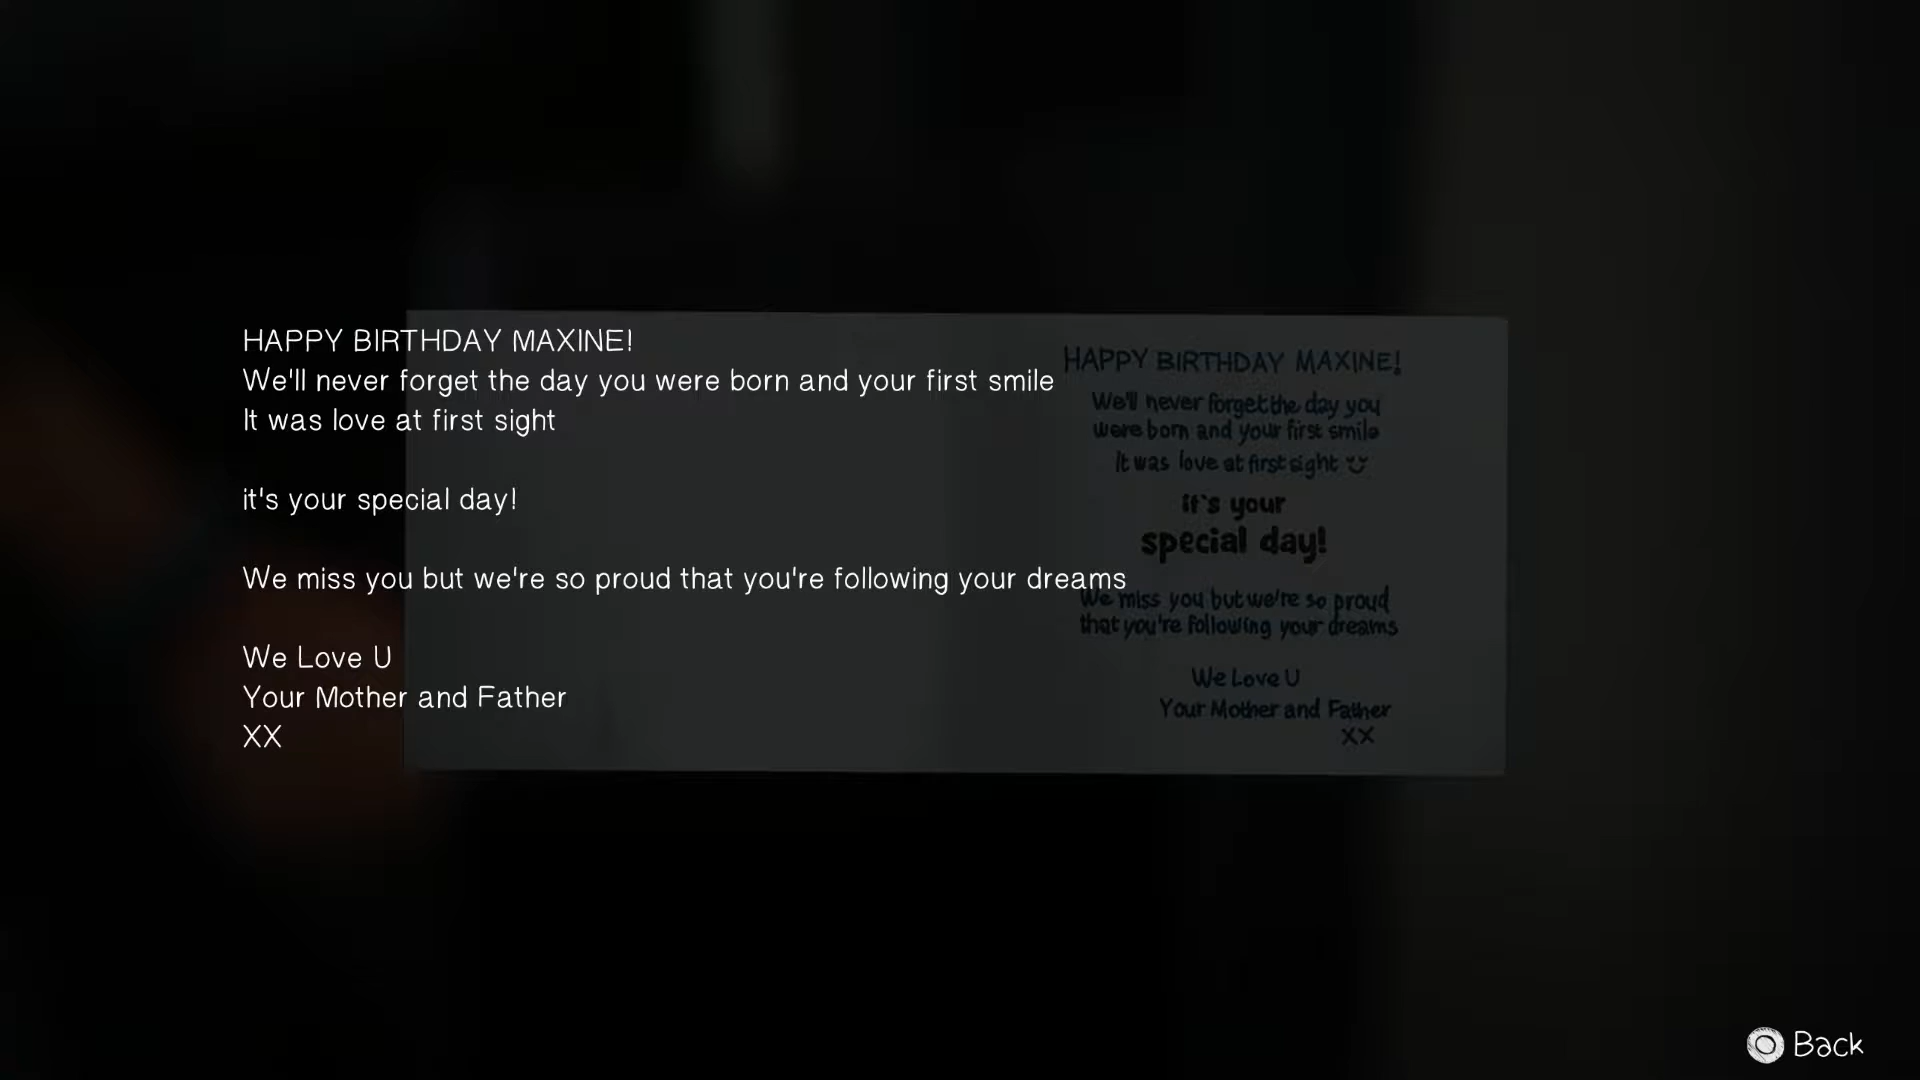 HAPPY BIRTHDAY MAXINE!
We'll never forget the day you were born and your first smile
It was love at first sight
it's your special day!
We miss you but we're so proud that you're following your dreams
We Love U
Your Mother and Father
XX
HAPPY BIRTHDAY MAXINE!
We'll never forget the day you
were born and your first smile
It was love at first sight
it's your
special day!
We miss you but we're so proud
that you're following your dreams
We Love U
Your Mother and Father
XX
Back